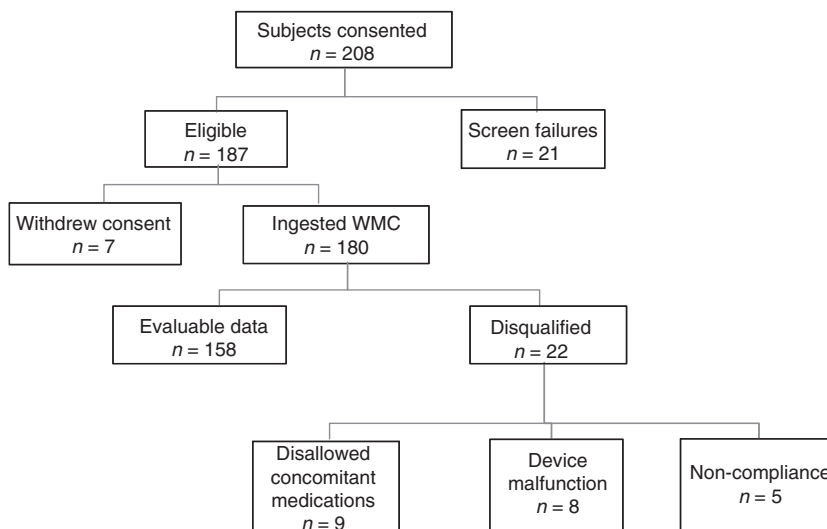 Subjects consented
n = 208
Eligible
n = 187
Screen failures
n = 21
Withdrew consent
n = 7
Ingested WMC
n = 180
Evaluable data
n = 158
Disqualified
n = 22
Disallowed
concomitant
medications
n = 9
Device
malfunction
n = 8
Non-compliance
n = 5